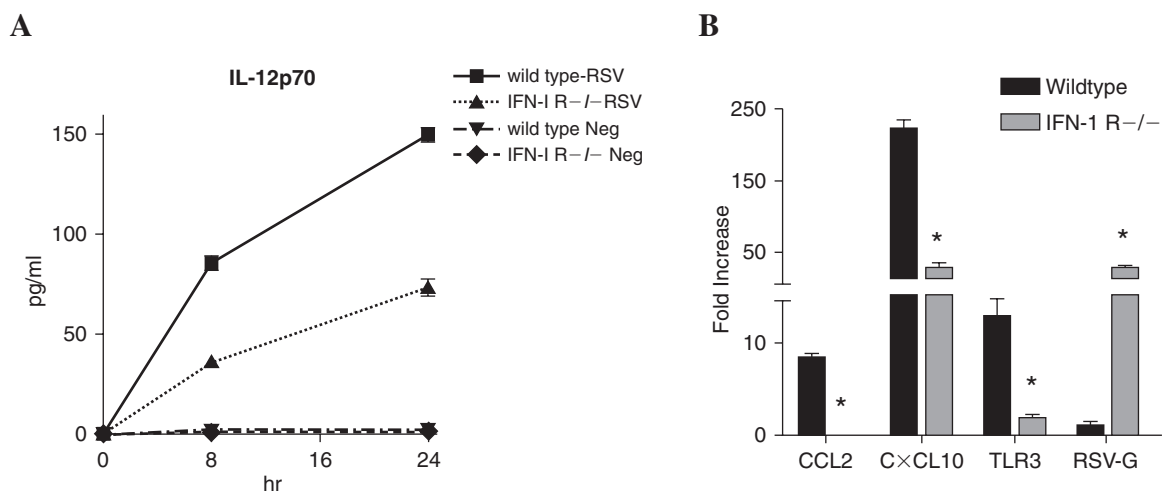 A
IL-12p70
wild type-RSV
IFN-I R−/−RSV
wild type Neg
IFN-I R−/− Neg
150
100
50
0
pg/ml
0 8 16 24
hr
B
Wildtype
IFN-1 R−/−
250
150
50
10
0
Fold Increase
*
*
*
*
CCL2 C×CL10 TLR3 RSV-G